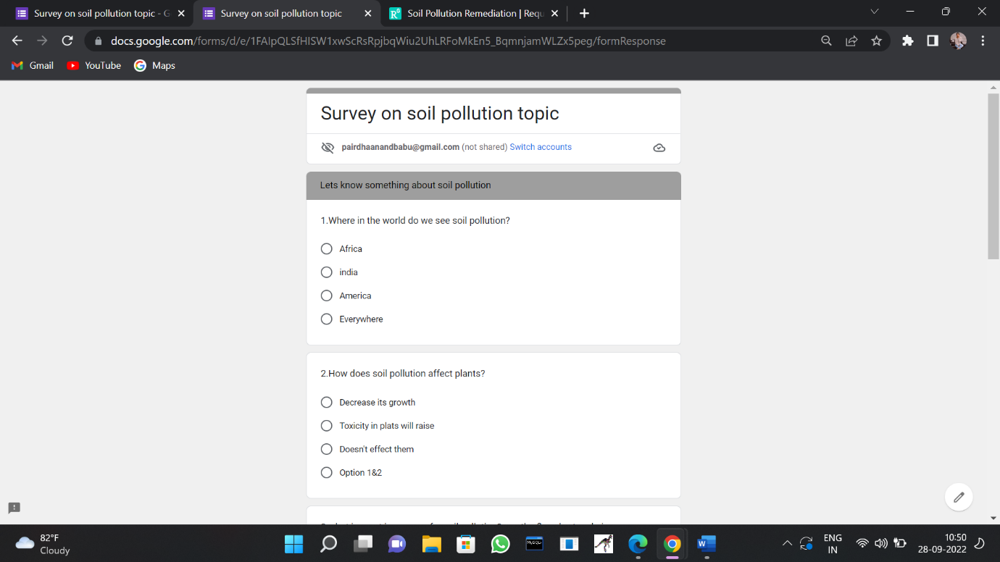 Survey on soil pollution topic - G
Survey on soil pollution topic
Soil Pollution Remediation | Requ
docs.google.com/forms/d/e/1FAIpQLSfHISW1xwScRsRpjbqWiu2UhLRFoMkEn5_BqmnjamWLZx5peg/formResponse
Gmail
YouTube
Maps
Survey on soil pollution topic
pairdhaanandbabu@gmail.com (not shared) Switch accounts
Lets know something about soil pollution
1.Where in the world do we see soil pollution?
Africa
india
America
Everywhere
2.How does soil pollution affect plants?
Decrease its growth
Toxicity in plats will raise
Doesn't effect them
Option 1&2
82°F
Cloudy
ENG
IN
10:50
28-09-2022